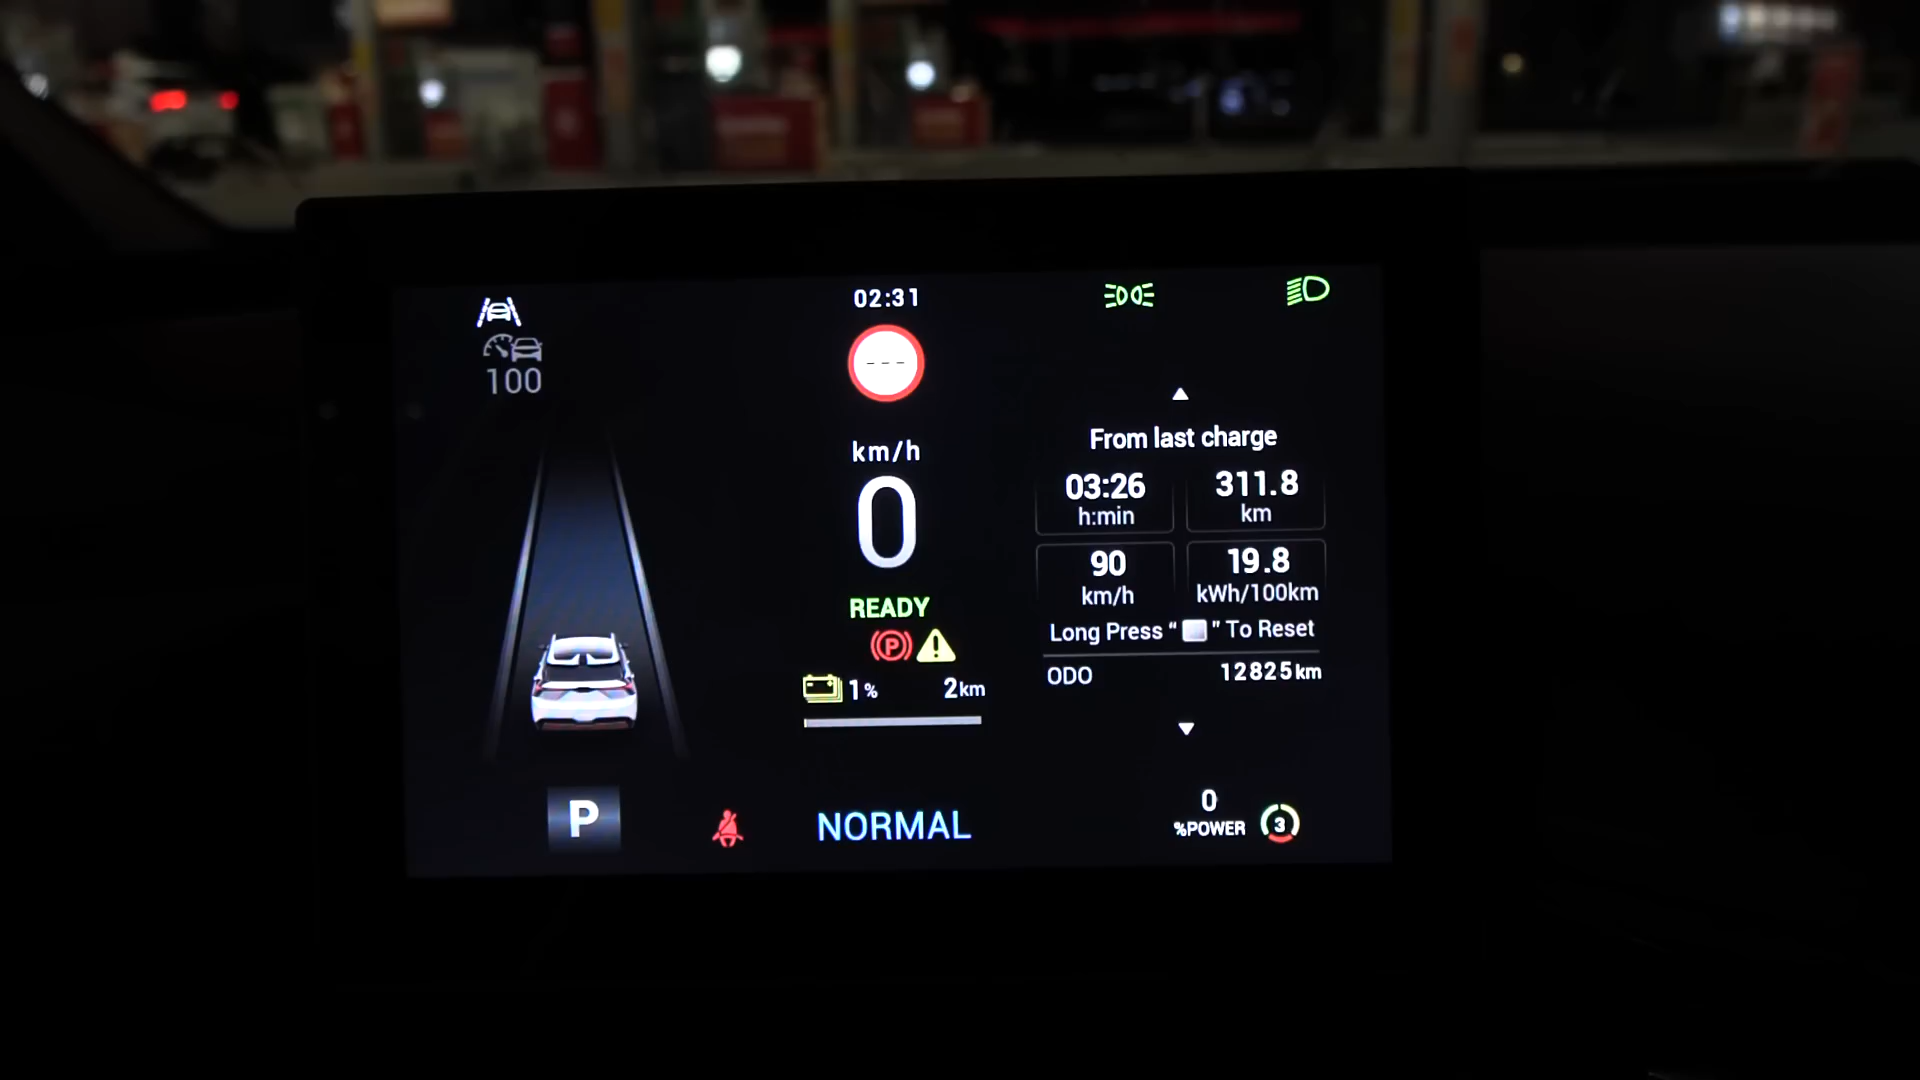 02:31
100
---
km/h
0
READY
P
1% 2km
From last charge
03:26 311.8
h:min km
90 19.8
km/h kWh/100km
Long Press “ ” To Reset
ODO 12825km
P
NORMAL
0
%POWER 3